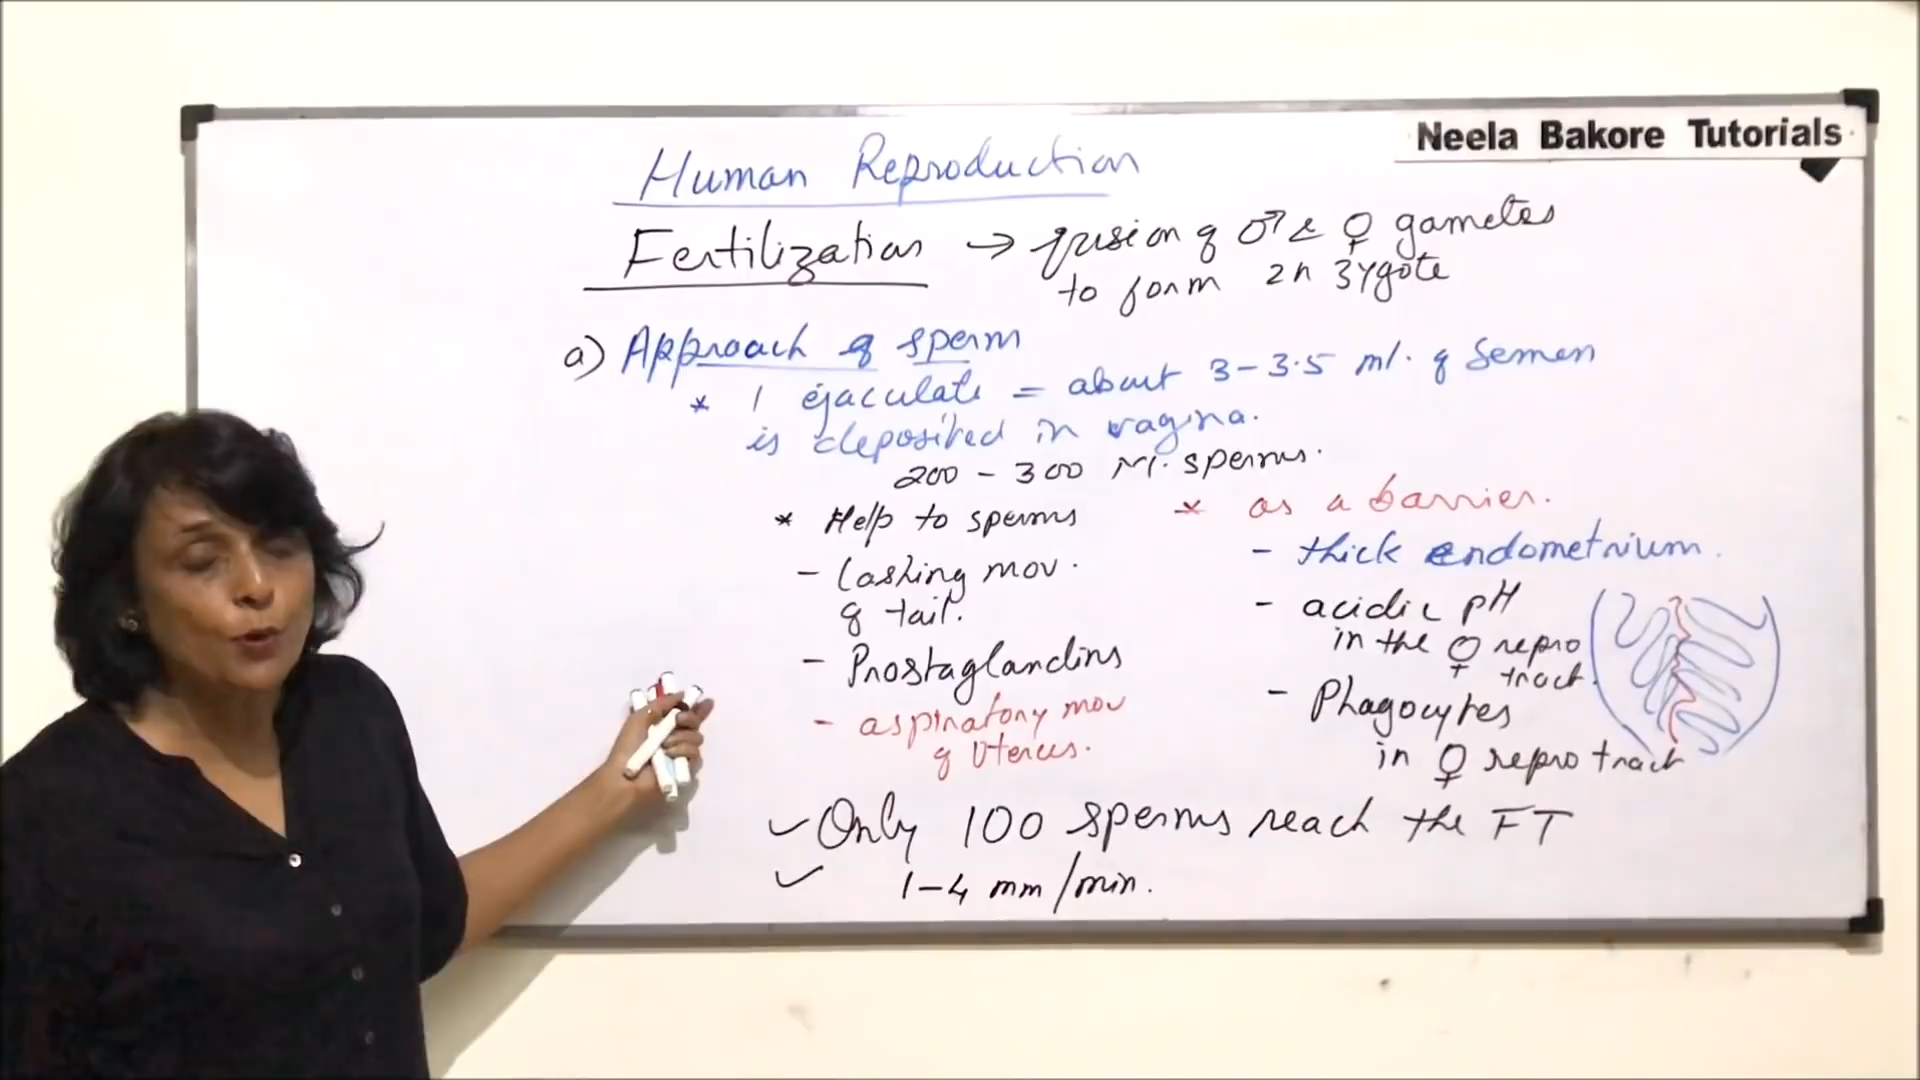 Neela Bakore Tutorials
Human Reproduction
Fertilization → fusion of ♂ & ♀ gametes
to form 2n zygote
a) Approach of sperm
* 1 ejaculate = about 3-3.5 ml. of Semen
is deposited in vagina.
200 - 300 Ml. sperms.
* Help to sperms
- lashing mov.
of tail.
- Prostaglandins
- aspiratory mov
of Uterus.
* as a barrier.
- thick endometrium.
- acidic pH
in the ♀ repro
tract.
- Phagocytes
in ♀ repro tract
✓ Only 100 sperms reach the FT
✓ 1-4 mm/min.